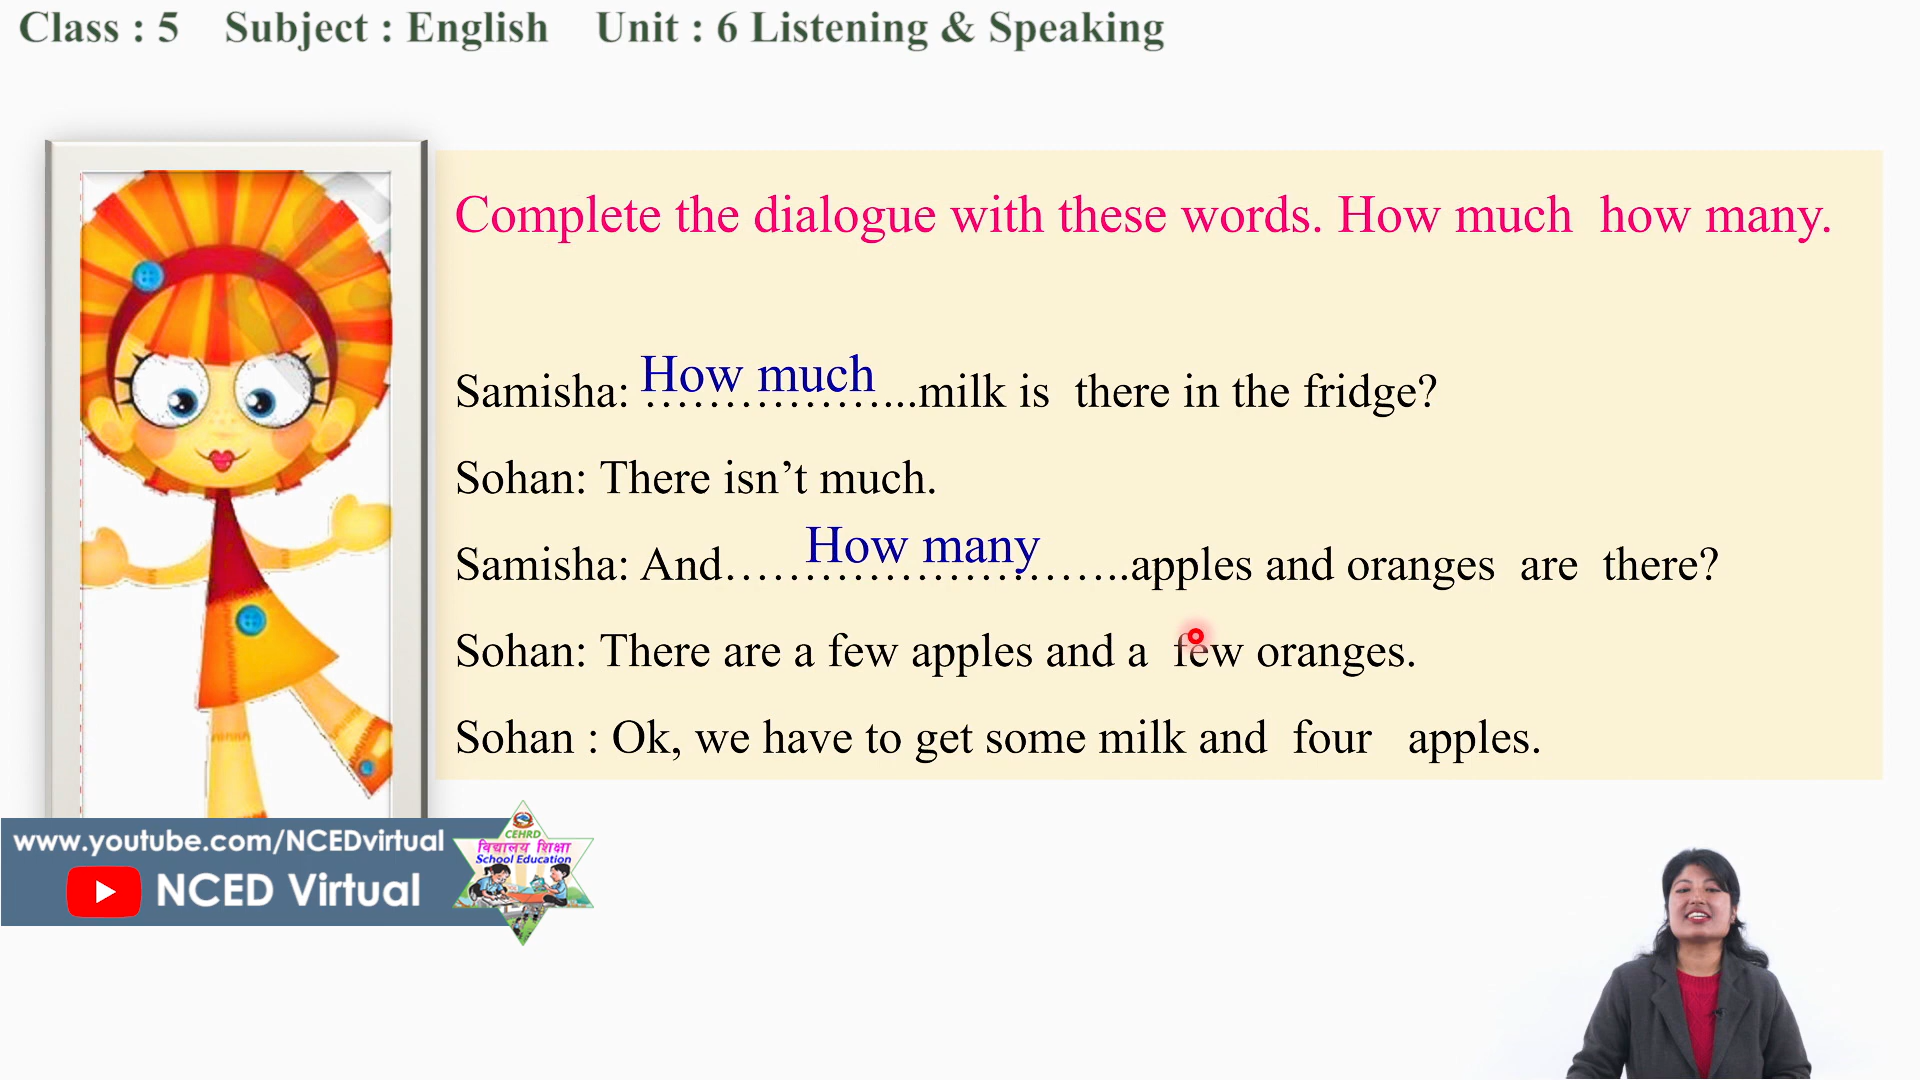 Class : 5 Subject : English Unit : 6 Listening & Speaking
Complete the dialogue with these words. How much how many.
Samisha: How much………………..milk is there in the fridge?
Sohan: There isn’t much.
Samisha: And How many……………………..apples and oranges are there?
Sohan: There are a few apples and a few oranges.
Sohan : Ok, we have to get some milk and four apples.
www.youtube.com/NCEDvirtual
NCED Virtual
CEHRD
विद्यालय शिक्षा
School Education